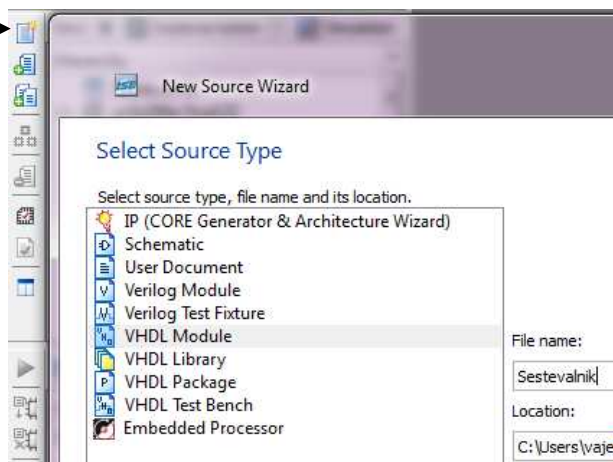 New Source Wizard
Select Source Type
Select source type, file name and its location.
IP (CORE Generator & Architecture Wizard)
Schematic
User Document
Verilog Module
Verilog Test Fixture
VHDL Module
VHDL Library
VHDL Package
VHDL Test Bench
Embedded Processor
File name:
Sestevalnik
Location:
C:\Users\vaje